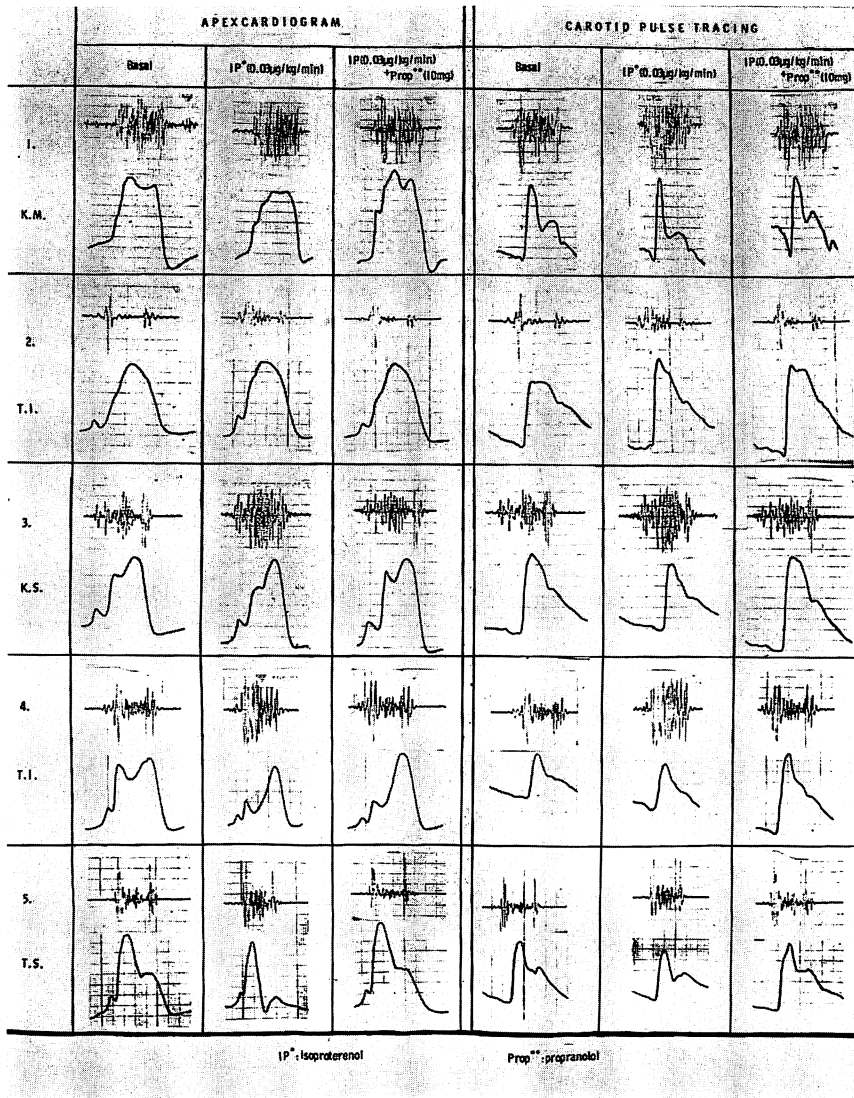 APEXCARDIOGRAM
CAROTID PULSE TRACING
Basal
IP*(0.03μg/kg/min)
IP(0.03μg/kg/min)
+Prop**(10mg)
Basal
IP*(0.03μg/kg/min)
IP(0.03μg/kg/min)
+Prop**(10mg)
1.
K.M.
2.
T.I.
3.
K.S.
4.
T.I.
5.
T.S.
IP*: Isoproterenol
Prop**: propranolol